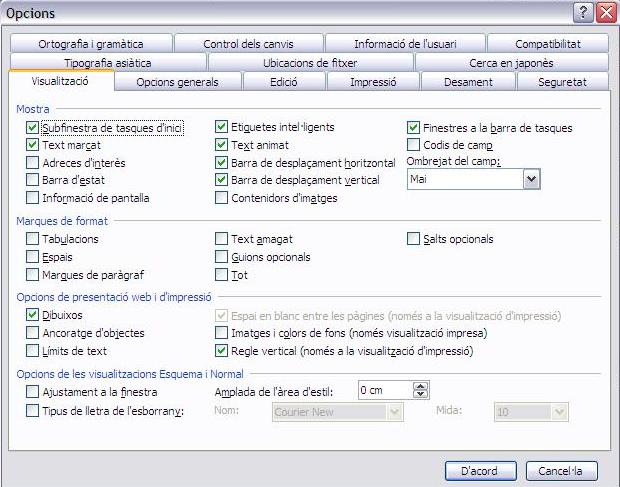 Opcions
Ortografia i gramàtica Control dels canvis Informació de l'usuari Compatibilitat
Tipografia asiàtica Ubicacions de fitxer Cerca en japonès
Visualització Opcions generals Edició Impressió Desament Seguretat
Mostra
Subfinestra de tasques d'inici Etiquetes intel·ligents Finestres a la barra de tasques
Text marcat Text animat Codis de camp
Adreces d'interès Barra de desplaçament horitzontal Ombrejat del camp:
Barra d'estat Barra de desplaçament vertical Mai
Informació de pantalla Contenidors d'imatges
Marques de format
Tabulacions Text amagat Salts opcionals
Espais Guions opcionals
Marques de paràgraf Tot
Opcions de presentació web i d'impressió
Dibuixos Espai en blanc entre les pàgines (només a la visualització d'impressió)
Ancoratge d'objectes Imatges i colors de fons (només visualització impresa)
Límits de text Regle vertical (només a la visualització d'impressió)
Opcions de les visualitzacions Esquema i Normal
Ajustament a la finestra Amplada de l'àrea d'estil: 0 cm
Tipus de lletra de l'esborrany: Nom: Courier New Mida: 10
D'acord Cancel·la